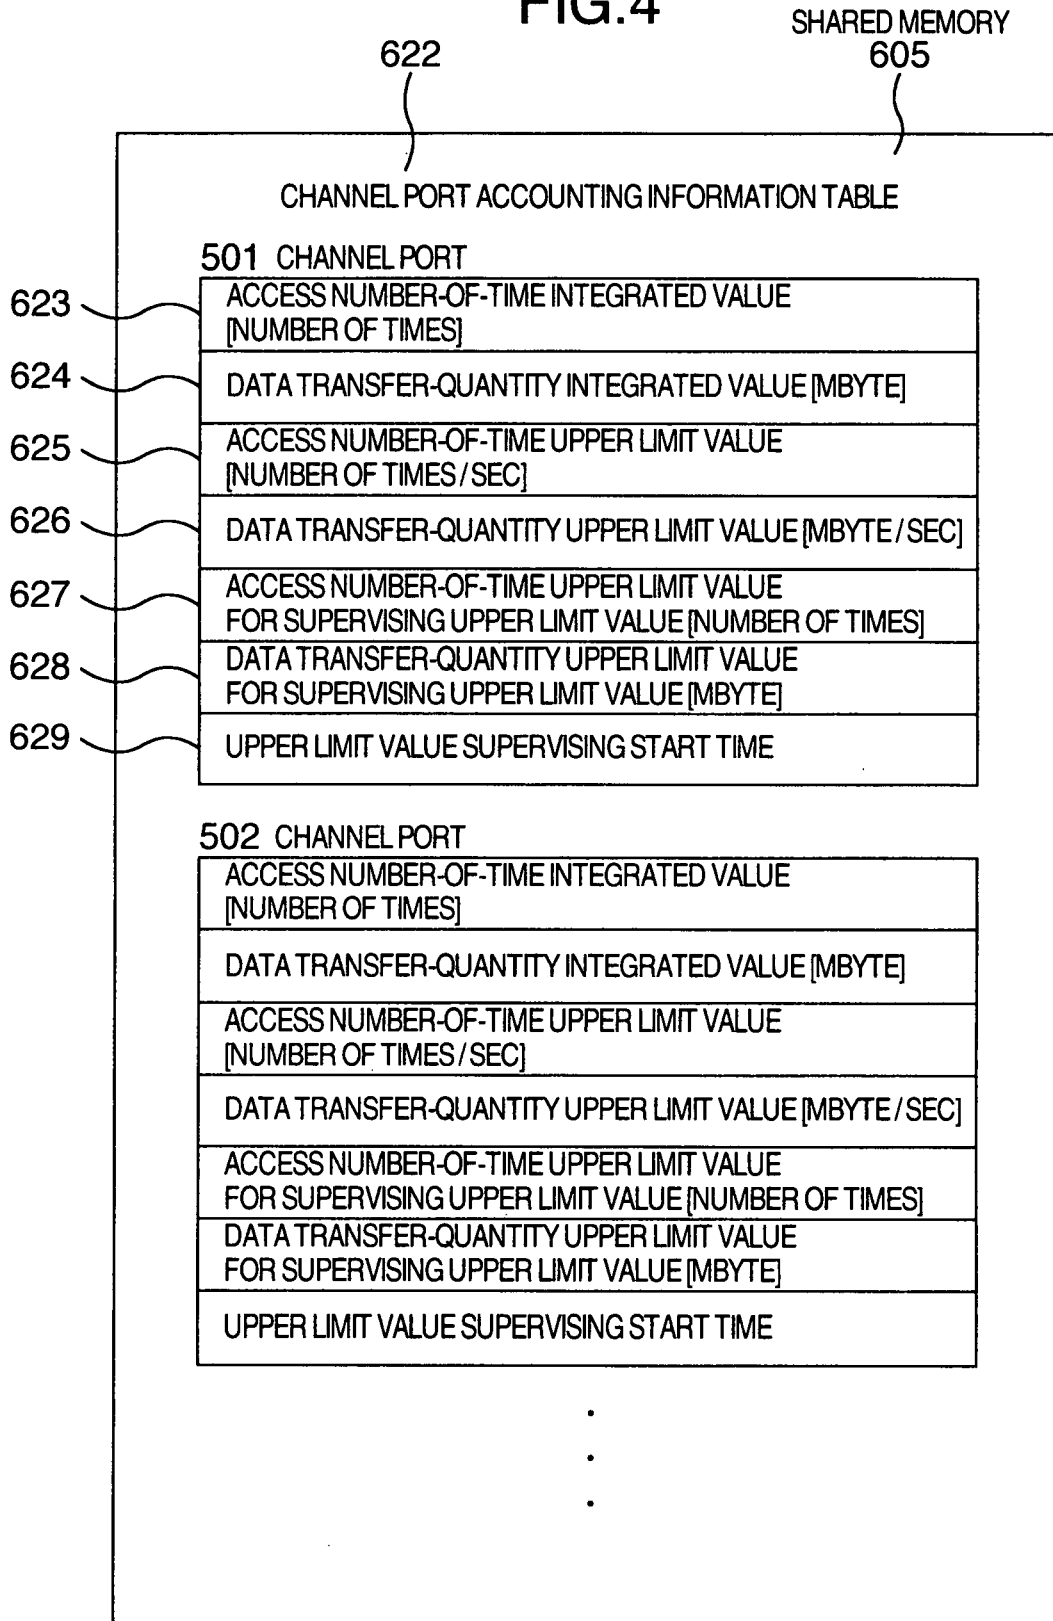 FIG.4
SHARED MEMORY
622
605
CHANNEL PORT ACCOUNTING INFORMATION TABLE
501 CHANNEL PORT
623
ACCESS NUMBER-OF-TIME INTEGRATED VALUE
[NUMBER OF TIMES]
624
DATA TRANSFER-QUANTITY INTEGRATED VALUE [MBYTE]
625
ACCESS NUMBER-OF-TIME UPPER LIMIT VALUE
[NUMBER OF TIMES / SEC]
626
DATA TRANSFER-QUANTITY UPPER LIMIT VALUE [MBYTE / SEC]
627
ACCESS NUMBER-OF-TIME UPPER LIMIT VALUE
FOR SUPERVISING UPPER LIMIT VALUE [NUMBER OF TIMES]
628
DATA TRANSFER-QUANTITY UPPER LIMIT VALUE
FOR SUPERVISING UPPER LIMIT VALUE [MBYTE]
629
UPPER LIMIT VALUE SUPERVISING START TIME
502 CHANNEL PORT
ACCESS NUMBER-OF-TIME INTEGRATED VALUE
[NUMBER OF TIMES]
DATA TRANSFER-QUANTITY INTEGRATED VALUE [MBYTE]
ACCESS NUMBER-OF-TIME UPPER LIMIT VALUE
[NUMBER OF TIMES / SEC]
DATA TRANSFER-QUANTITY UPPER LIMIT VALUE [MBYTE / SEC]
ACCESS NUMBER-OF-TIME UPPER LIMIT VALUE
FOR SUPERVISING UPPER LIMIT VALUE [NUMBER OF TIMES]
DATA TRANSFER-QUANTITY UPPER LIMIT VALUE
FOR SUPERVISING UPPER LIMIT VALUE [MBYTE]
UPPER LIMIT VALUE SUPERVISING START TIME